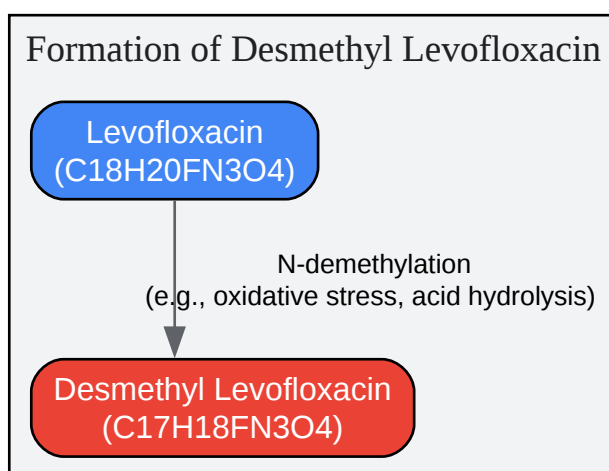 Formation of Desmethyl Levofloxacin
Levofloxacin
(C18H20FN3O4)
N-demethylation
(e.g., oxidative stress, acid hydrolysis)
Desmethyl Levofloxacin
(C17H18FN3O4)